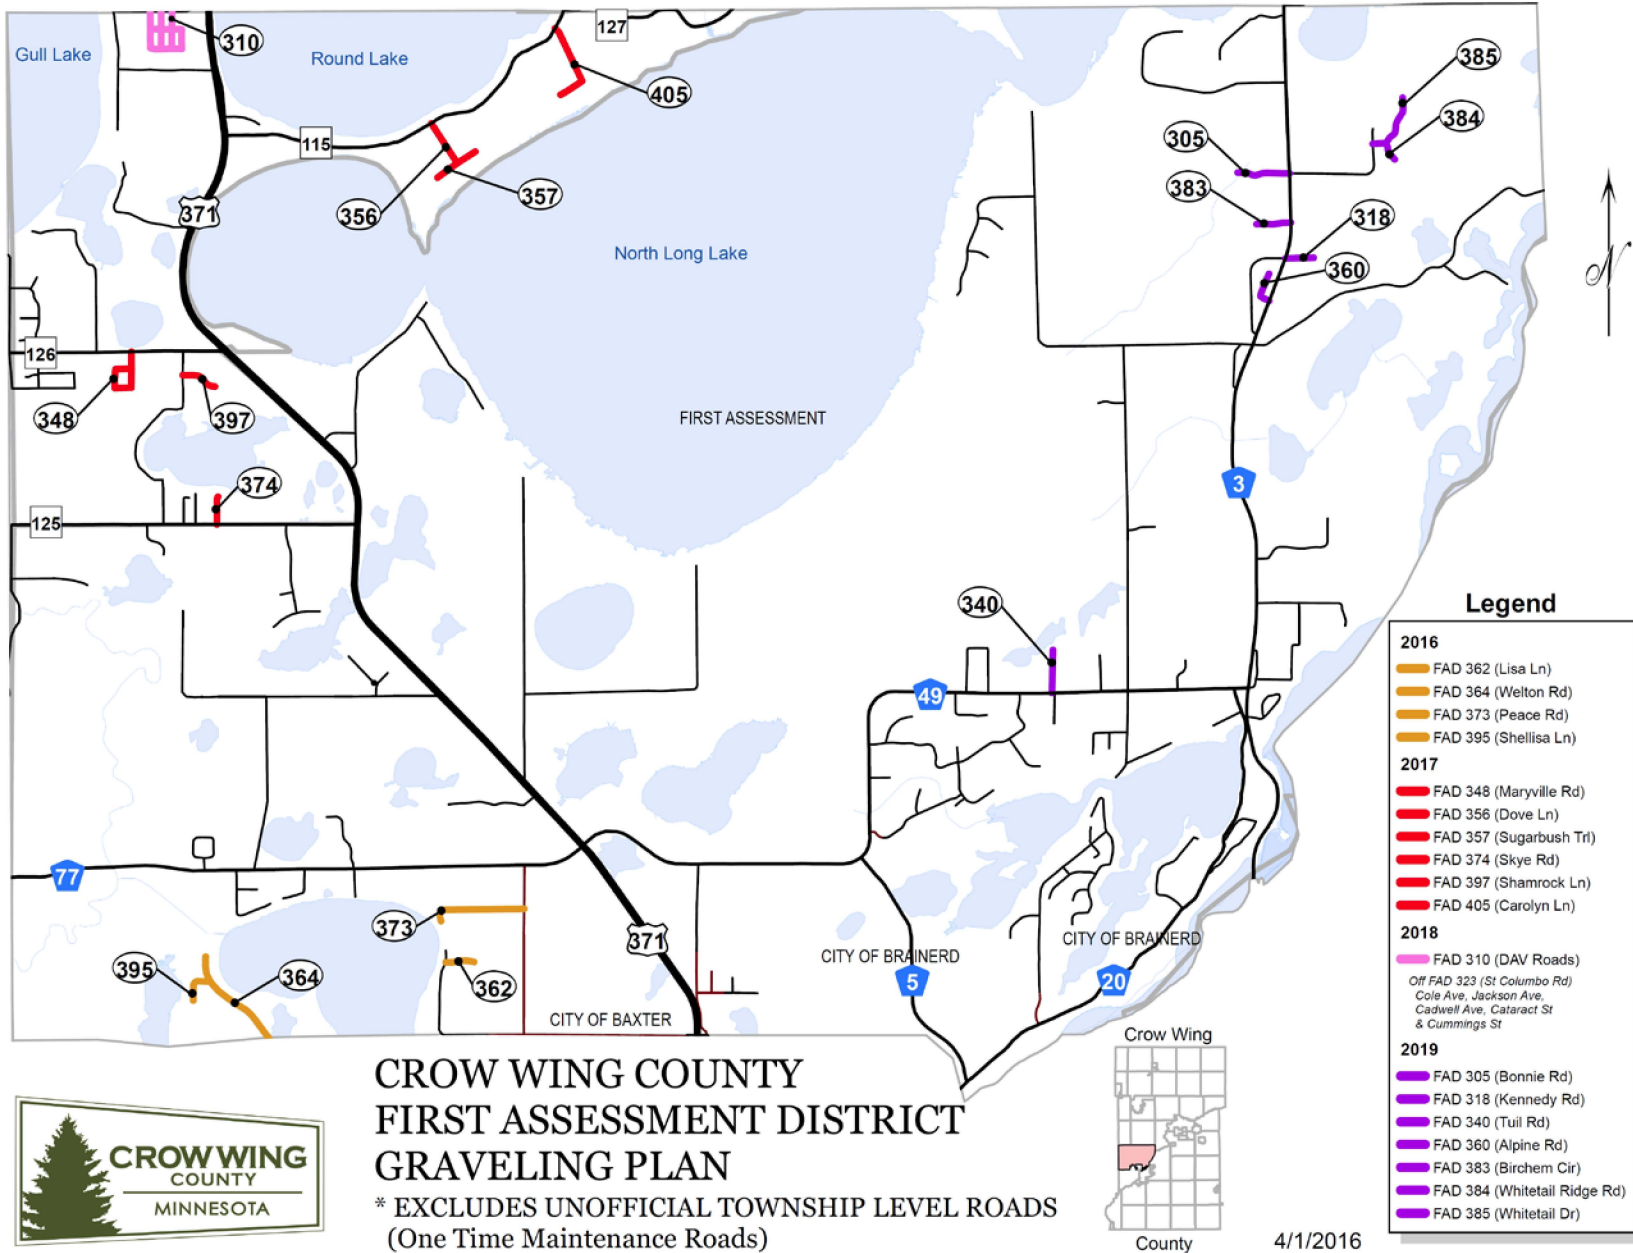 127
310
Gull Lake
Round Lake
385
405
384
305
115
383
357
356
371
318
North Long Lake
360
126
348
397
FIRST ASSESSMENT
374
3
125
340
Legend
2016
FAD 362 (Lisa Ln)
FAD 364 (Welton Rd)
FAD 373 (Peace Rd)
FAD 395 (Shellisa Ln)
2017
FAD 348 (Maryville Rd)
FAD 356 (Dove Ln)
FAD 357 (Sugarbush Trl)
FAD 374 (Skye Rd)
FAD 397 (Shamrock Ln)
FAD 405 (Carolyn Ln)
2018
FAD 310 (DAV Roads)
Off FAD 323 (St Columbo Rd)
Cole Ave, Jackson Ave,
Cadwell Ave, Cataract St
& Cummings St
2019
FAD 305 (Bonnie Rd)
FAD 318 (Kennedy Rd)
FAD 340 (Tuil Rd)
FAD 360 (Alpine Rd)
FAD 383 (Birchem Cir)
FAD 384 (Whitetail Ridge Rd)
FAD 385 (Whitetail Dr)
49
77
373
371
CITY OF BRAINERD
CITY OF BRAINERD
395
364
362
5
20
CITY OF BAXTER
N
Crow Wing
County
CROW WING COUNTY
FIRST ASSESSMENT DISTRICT
GRAVELING PLAN
* EXCLUDES UNOFFICIAL TOWNSHIP LEVEL ROADS
(One Time Maintenance Roads)
CROW WING
COUNTY
MINNESOTA
4/1/2016